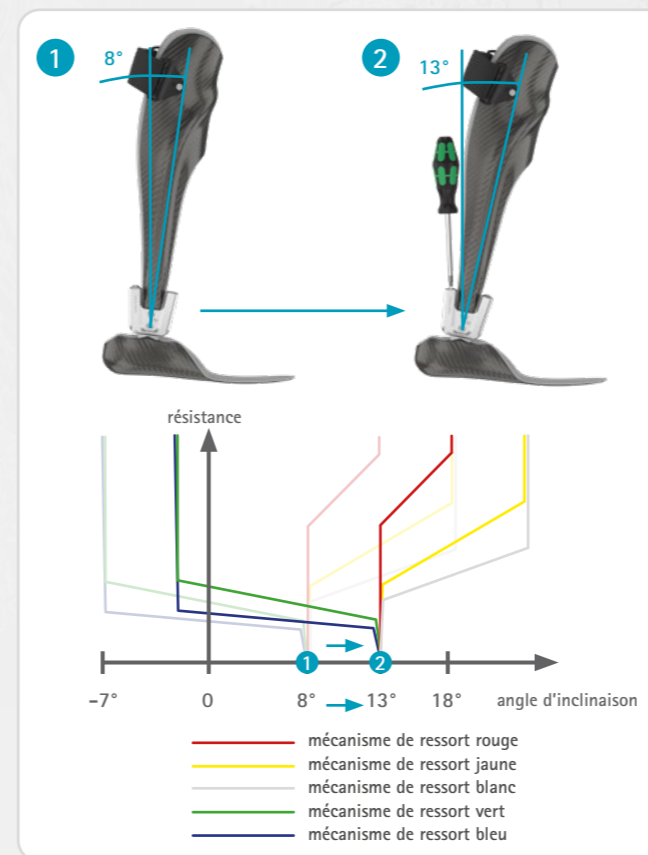 1
8°
2
13°
résistance
1
2
-7°
0
8°
13°
18°
angle d'inclinaison
mécanisme de ressort rouge
mécanisme de ressort jaune
mécanisme de ressort blanc
mécanisme de ressort vert
mécanisme de ressort bleu